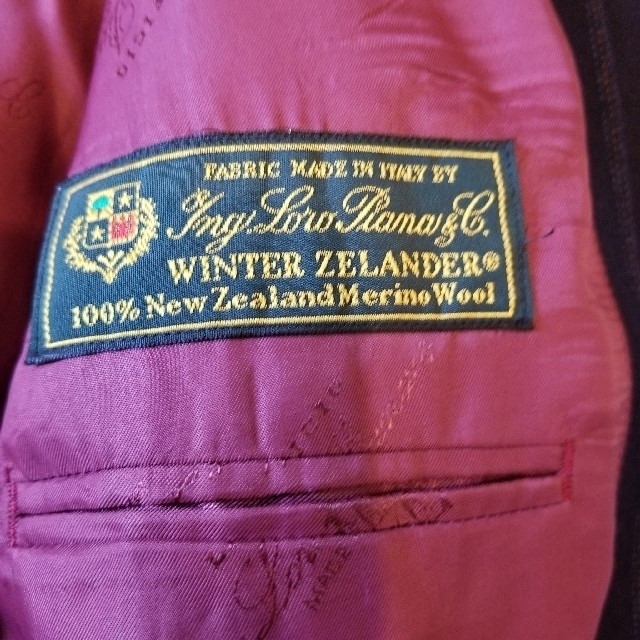 FABRIC MADE IN ITALY BY
Ing. Loro Piana & C.
WINTER ZELANDER®
100% New Zealand Merino Wool